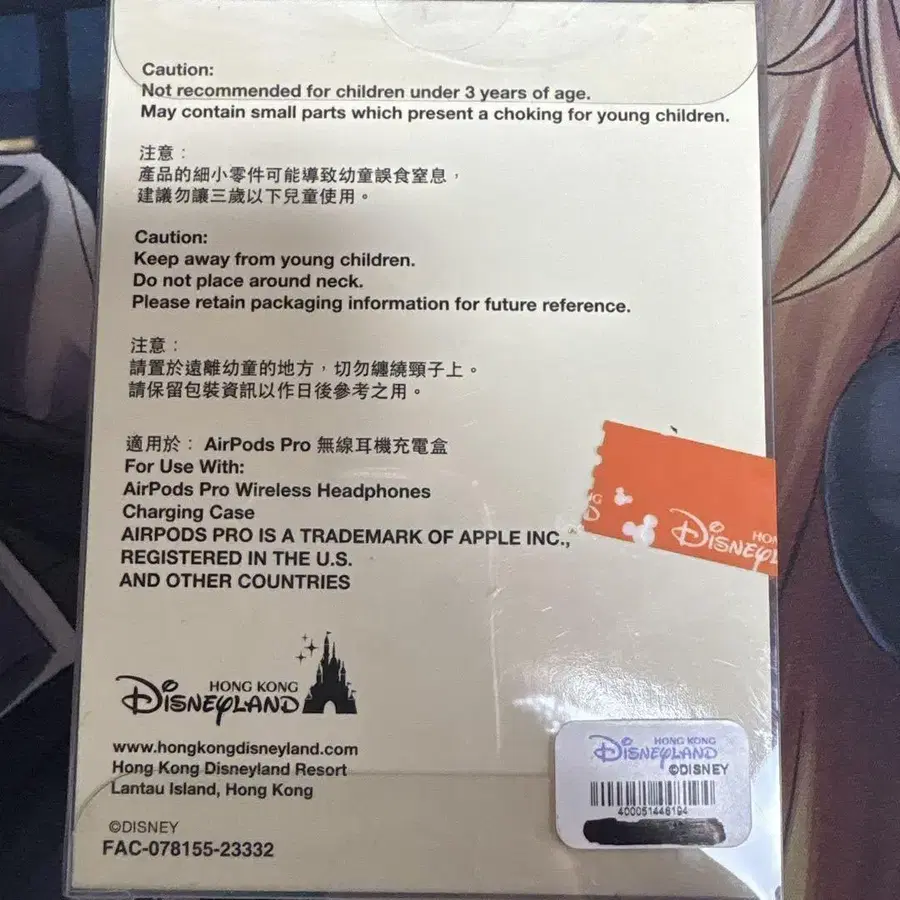 Caution:
Not recommended for children under 3 years of age.
May contain small parts which present a choking for young children.
注意：
產品的細小零件可能導致幼童誤食窒息，
建議勿讓三歲以下兒童使用。
Caution:
Keep away from young children.
Do not place around neck.
Please retain packaging information for future reference.
注意：
請置於遠離幼童的地方，切勿纏繞頸子上。
請保留包裝資訊以作日後參考之用。
適用於： AirPods Pro 無線耳機充電盒
For Use With:
AirPods Pro Wireless Headphones
Charging Case
AIRPODS PRO IS A TRADEMARK OF APPLE INC.,
REGISTERED IN THE U.S.
AND OTHER COUNTRIES
HONG KONG
DISNEYLAND
www.hongkongdisneyland.com
Hong Kong Disneyland Resort
Lantau Island, Hong Kong
©DISNEY
FAC-078155-23332
HON
DISNEYL
HONG KONG
DISNEYLAND
©DISNEY
400051446194